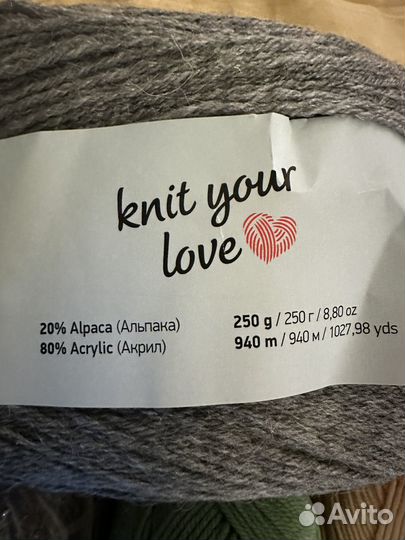 knit your
love
20% Alpaca (Альпака)
80% Acrylic (Акрил)
250 g / 250 г / 8,80 oz
940 m / 940 м / 1027,98 yds
Avito